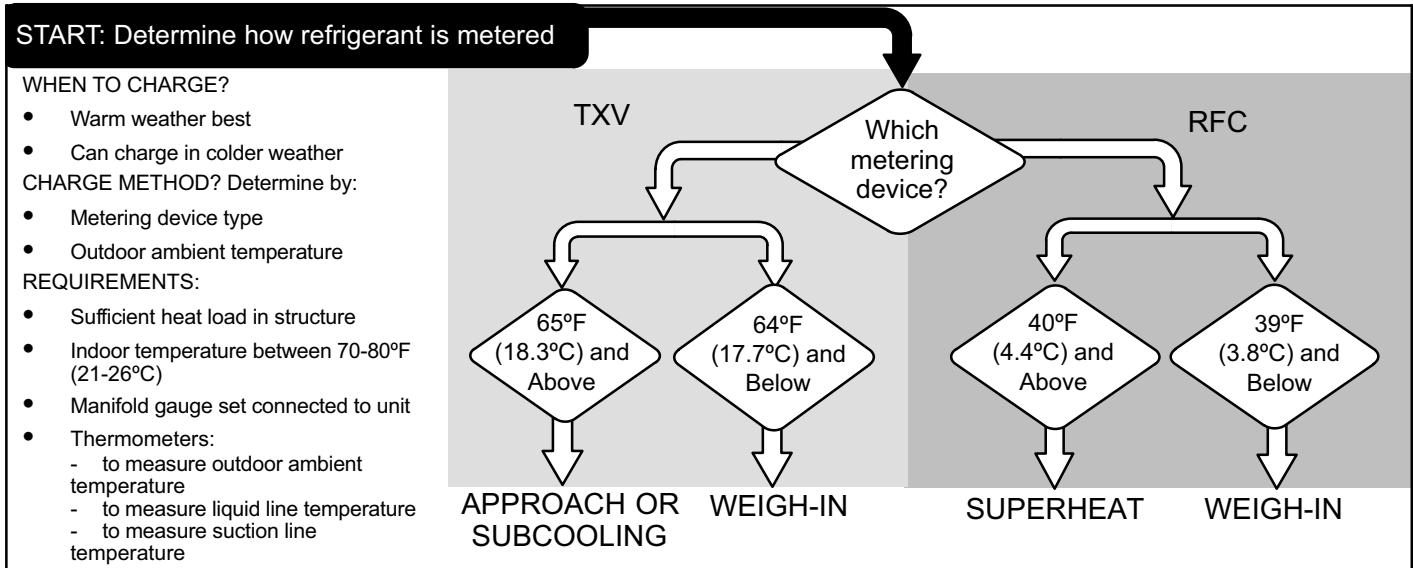 START: Determine how refrigerant is metered
WHEN TO CHARGE?
• Warm weather best
• Can charge in colder weather
CHARGE METHOD? Determine by:
• Metering device type
• Outdoor ambient temperature
REQUIREMENTS:
• Sufficient heat load in structure
• Indoor temperature between 70-80ºF
(21-26ºC)
• Manifold gauge set connected to unit
• Thermometers:
- to measure outdoor ambient
temperature
- to measure liquid line temperature
- to measure suction line
temperature
TXV
Which
metering
device?
RFC
65ºF
(18.3ºC) and
Above
64ºF
(17.7ºC) and
Below
40ºF
(4.4ºC) and
Above
39ºF
(3.8ºC) and
Below
APPROACH OR
SUBCOOLING
WEIGH-IN
SUPERHEAT
WEIGH-IN